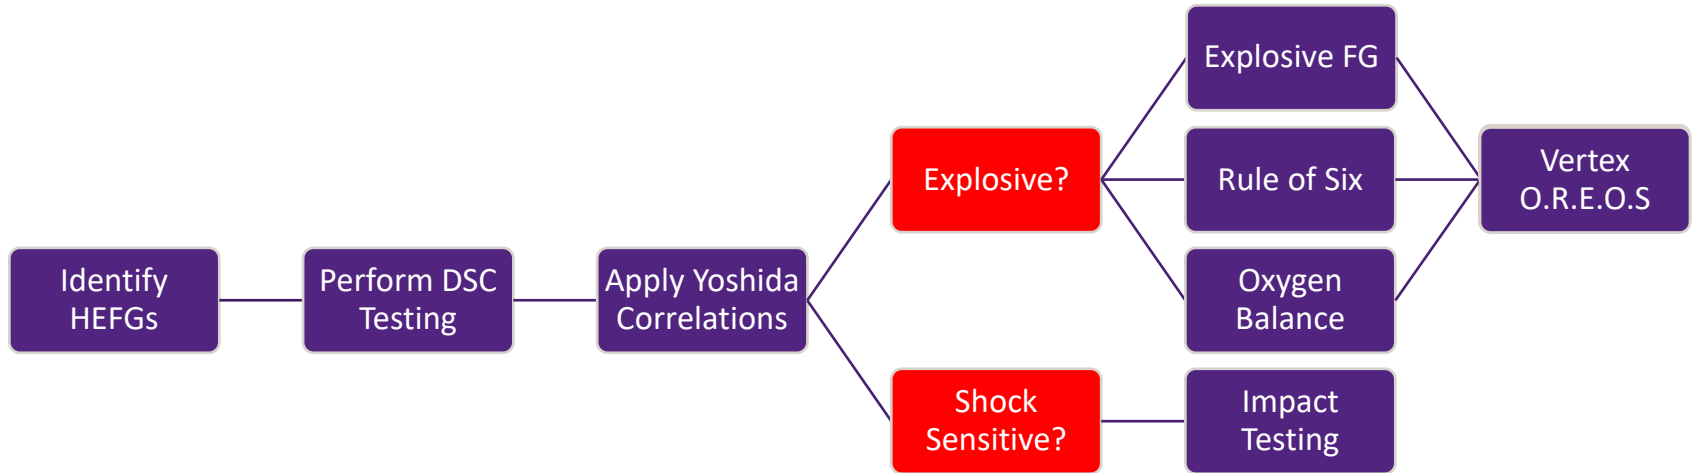 Identify
HEFGs
Perform DSC
Testing
Apply Yoshida
Correlations
Explosive?
Shock
Sensitive?
Explosive FG
Rule of Six
Oxygen
Balance
Impact
Testing
Vertex
O.R.E.O.S